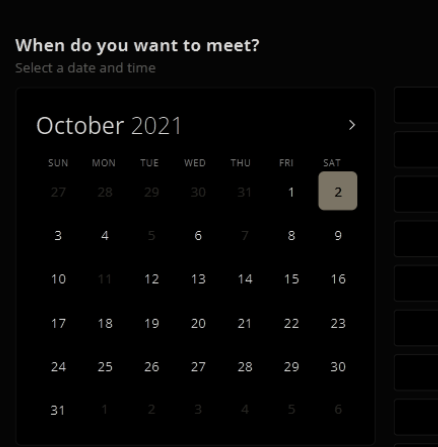 When do you want to meet?
Select a date and time
October 2021 >
SUN MON TUE WED THU FRI SAT
27 28 29 30 31 1 2
3 4 5 6 7 8 9
10 11 12 13 14 15 16
17 18 19 20 21 22 23
24 25 26 27 28 29 30
31 1 2 3 4 5 6